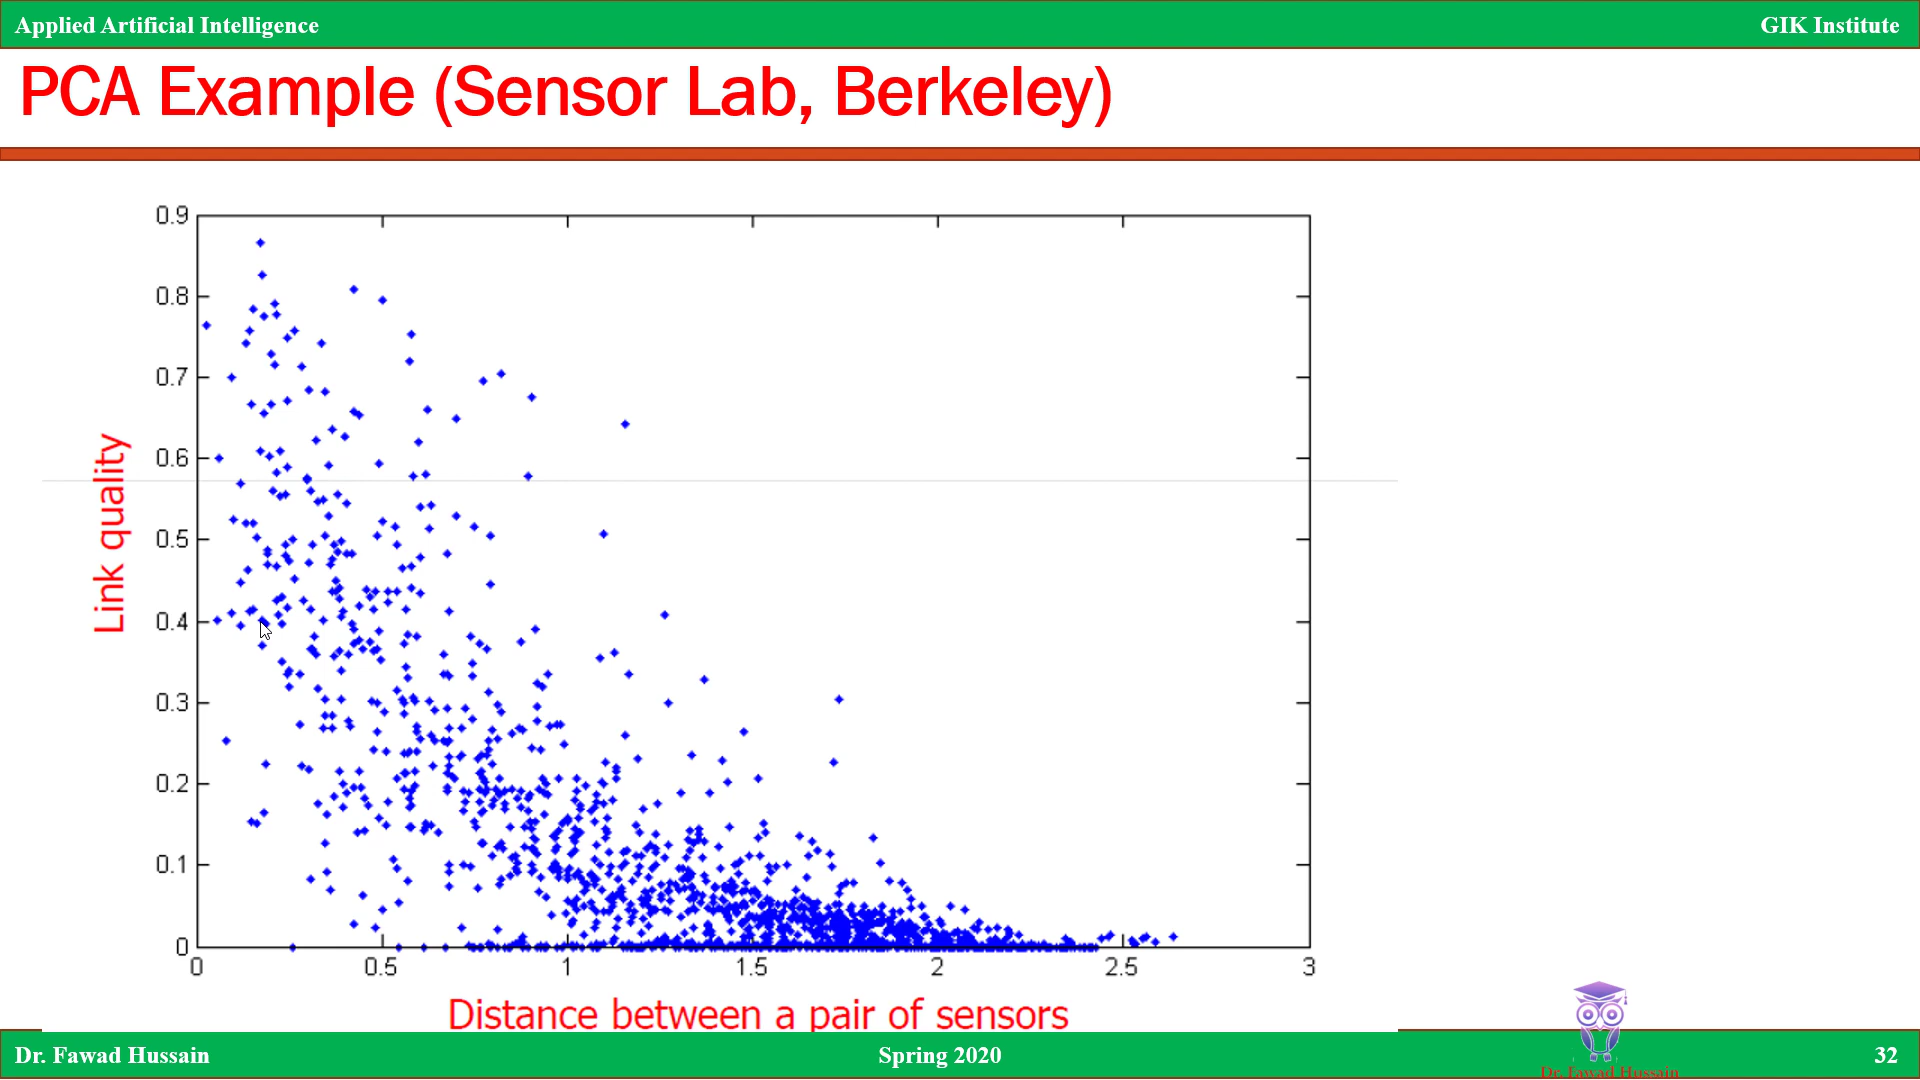 Applied Artificial Intelligence
GIK Institute
PCA Example (Sensor Lab, Berkeley)
0.9
0.8
0.7
0.6
0.5
0.4
0.3
0.2
0.1
0
Link quality
0 0.5 1 1.5 2 2.5 3
Distance between a pair of sensors
Dr. Fawad Hussain
Spring 2020
Dr. Fawad Hussain
32